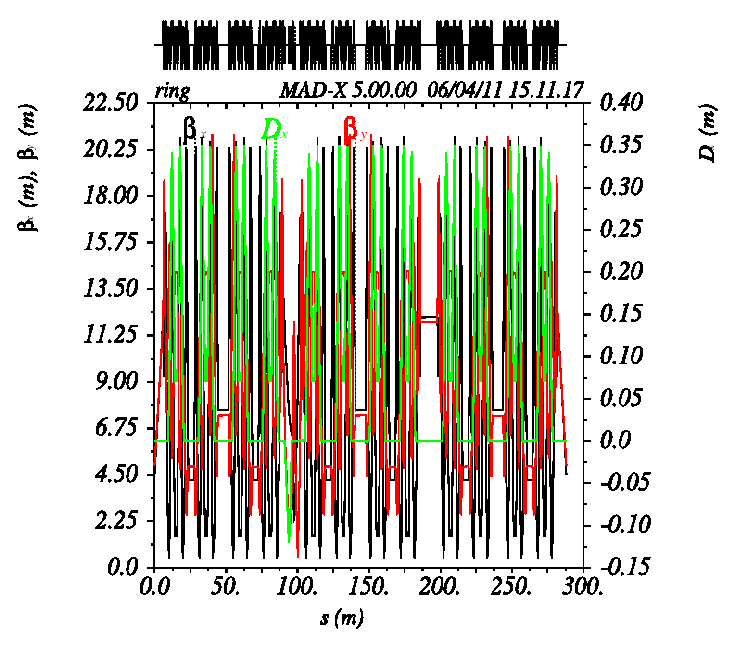 ring MAD-X 5.00.00 06/04/11 15.11.17
22.50 0.40
βx Dx βy
20.25 0.35
18.00 0.30
15.75 0.25
13.50 0.20
11.25 0.15
9.00 0.10
6.75 0.05
4.50 0.0
2.25 -0.05
0.0 -0.10
-0.15
0.0 50. 100. 150. 200. 250. 300.
s (m)
βx (m), βy (m)
D (m)